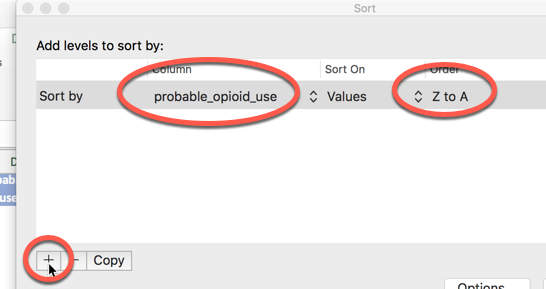 Sort
Add levels to sort by:
Column Sort On Order
Sort by probable_opioid_use Values Z to A
+ - Copy
Options...